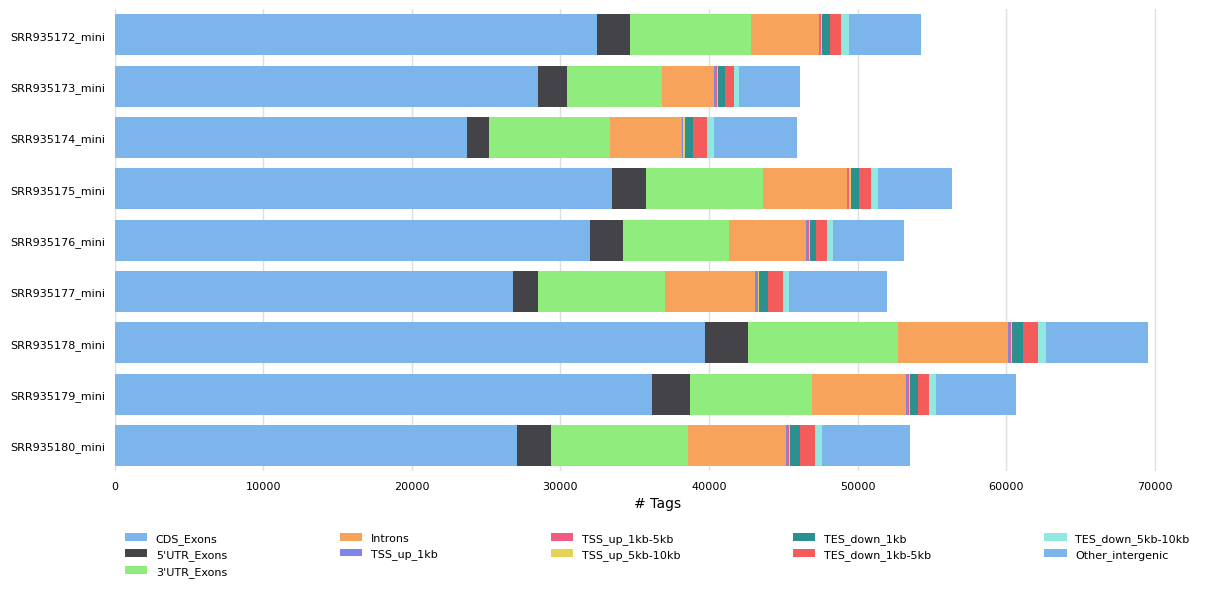 SRR935172_mini
SRR935173_mini
SRR935174_mini
SRR935175_mini
SRR935176_mini
SRR935177_mini
SRR935178_mini
SRR935179_mini
SRR935180_mini
0 10000 20000 30000 40000 50000 60000 70000
# Tags
CDS_Exons Introns TSS_up_1kb-5kb TES_down_1kb TES_down_5kb-10kb
5'UTR_Exons TSS_up_1kb TSS_up_5kb-10kb TES_down_1kb-5kb Other_intergenic
3'UTR_Exons